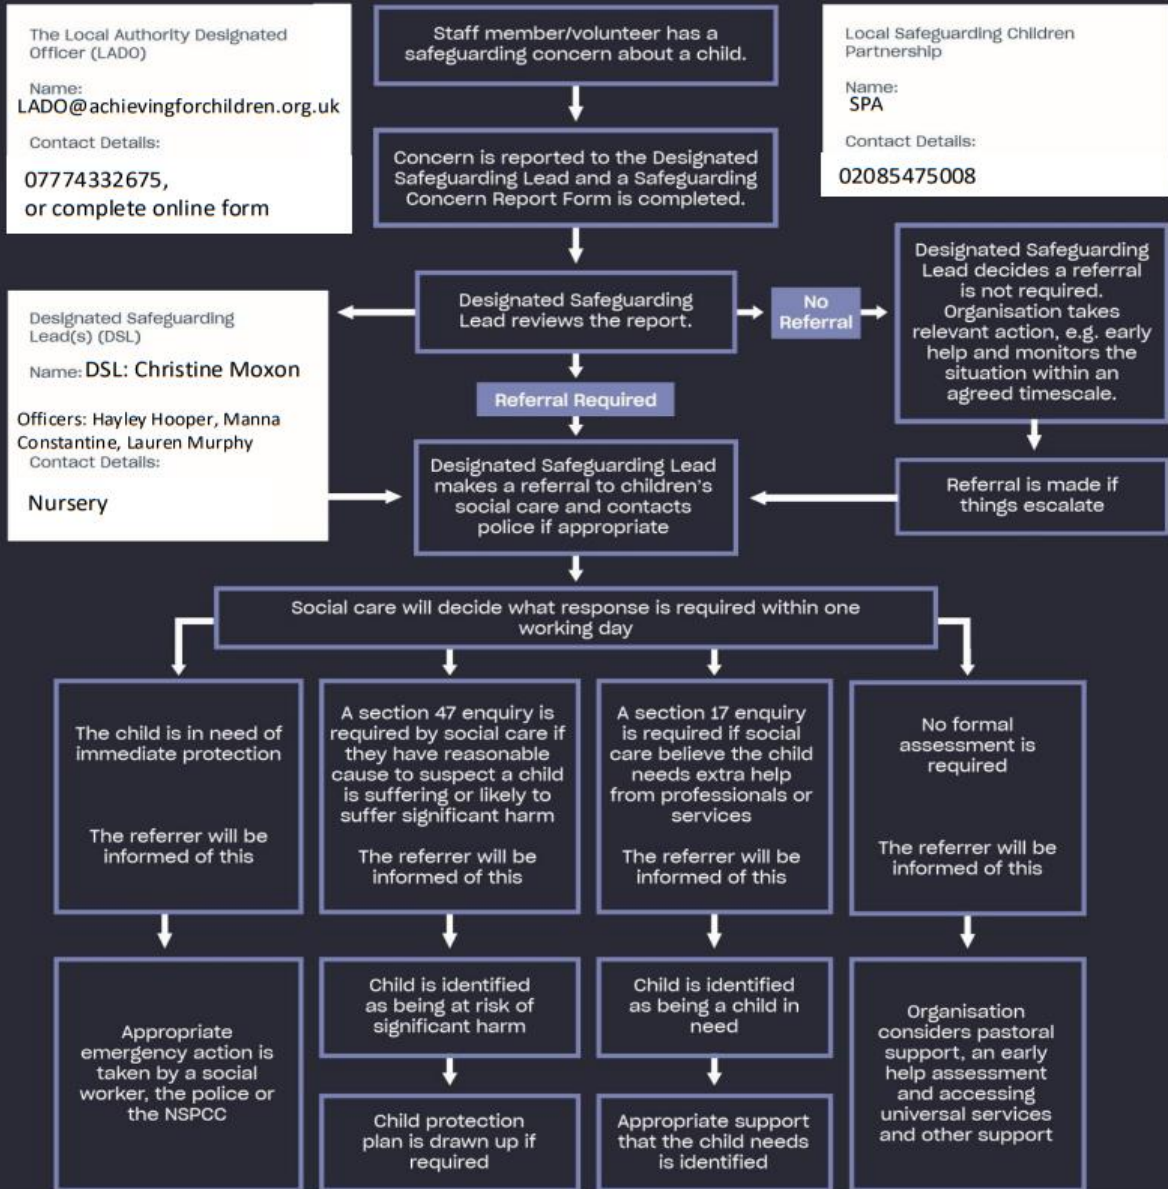 The Local Authority Designated
Officer (LADO)
Name:
LADO@achievingforchildren.org.uk
Contact Details:
07774332675,
or complete online form
Staff member/volunteer has a
safeguarding concern about a child.
Local Safeguarding Children
Partnership
Name:
SPA
Contact Details:
02085475008
Concern is reported to the Designated
Safeguarding Lead and a Safeguarding
Concern Report Form is completed.
Designated Safeguarding
Lead(s) (DSL)
Name: DSL: Christine Moxon
Officers: Hayley Hooper, Manna
Constantine, Lauren Murphy
Contact Details:
Nursery
Designated Safeguarding
Lead reviews the report.
No
Referral
Designated Safeguarding
Lead decides a referral
is not required.
Organisation takes
relevant action, e.g. early
help and monitors the
situation within an
agreed timescale.
Referral Required
Designated Safeguarding Lead
makes a referral to children's
social care and contacts
police if appropriate
Referral is made if
things escalate
Social care will decide what response is required within one
working day
The child is in need of
immediate protection
The referrer will be
informed of this
A section 47 enquiry is
required by social care if
they have reasonable
cause to suspect a child
is suffering or likely to
suffer significant harm
The referrer will be
informed of this
A section 17 enquiry
is required if social
care believe the child
needs extra help
from professionals or
services
The referrer will be
informed of this
No formal
assessment is
required
The referrer will be
informed of this
Appropriate
emergency action is
taken by a social
worker, the police or
the NSPCC
Child is identified
as being at risk of
significant harm
Child protection
plan is drawn up if
required
Child is identified
as being a child in
need
Appropriate support
that the child needs
is identified
Organisation
considers pastoral
support, an early
help assessment
and accessing
universal services
and other support